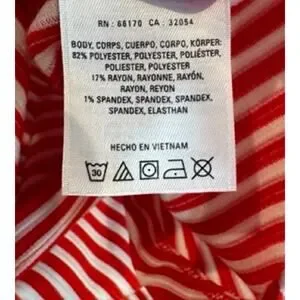 RN : 66170 CA : 32054
BODY, CORPS, CUERPO, CORPO, KÖRPER:
82% POLYESTER, POLYESTER, POLIÉSTER,
POLIESTER, POLYESTER
17% RAYON, RAYONNE, RAYÓN,
RAYON, REYON
1% SPANDEX, SPANDEX, SPANDEX,
SPANDEX, ELASTHAN
HECHO EN VIETNAM
30